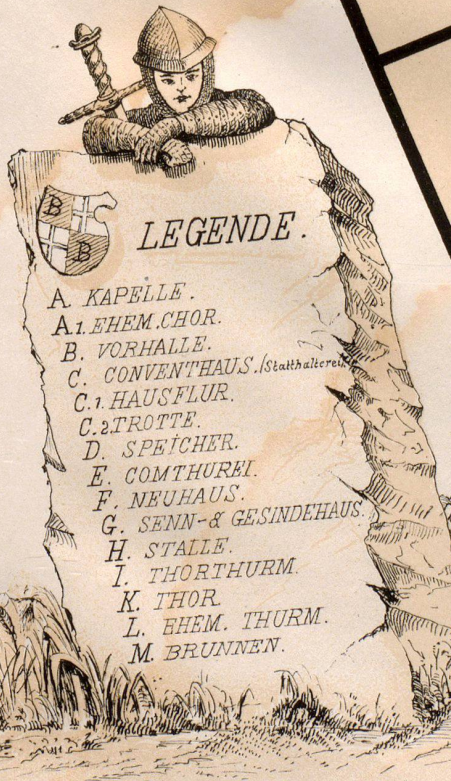 B
B
LEGENDE.
A. KAPELLE.
A.1. EHEM. CHOR.
B. VORHALLE.
C. CONVENTHAUS. /Statthalterei/.
C.1. HAUSFLUR.
C.2. TROTTE.
D. SPEICHER.
E. COMTHUREI.
F. NEUHAUS.
G. SENN- & GESINDEHAUS.
H. STALLE.
I. THORTHURM.
K. THOR
L. EHEM. THURM.
M. BRUNNEN.